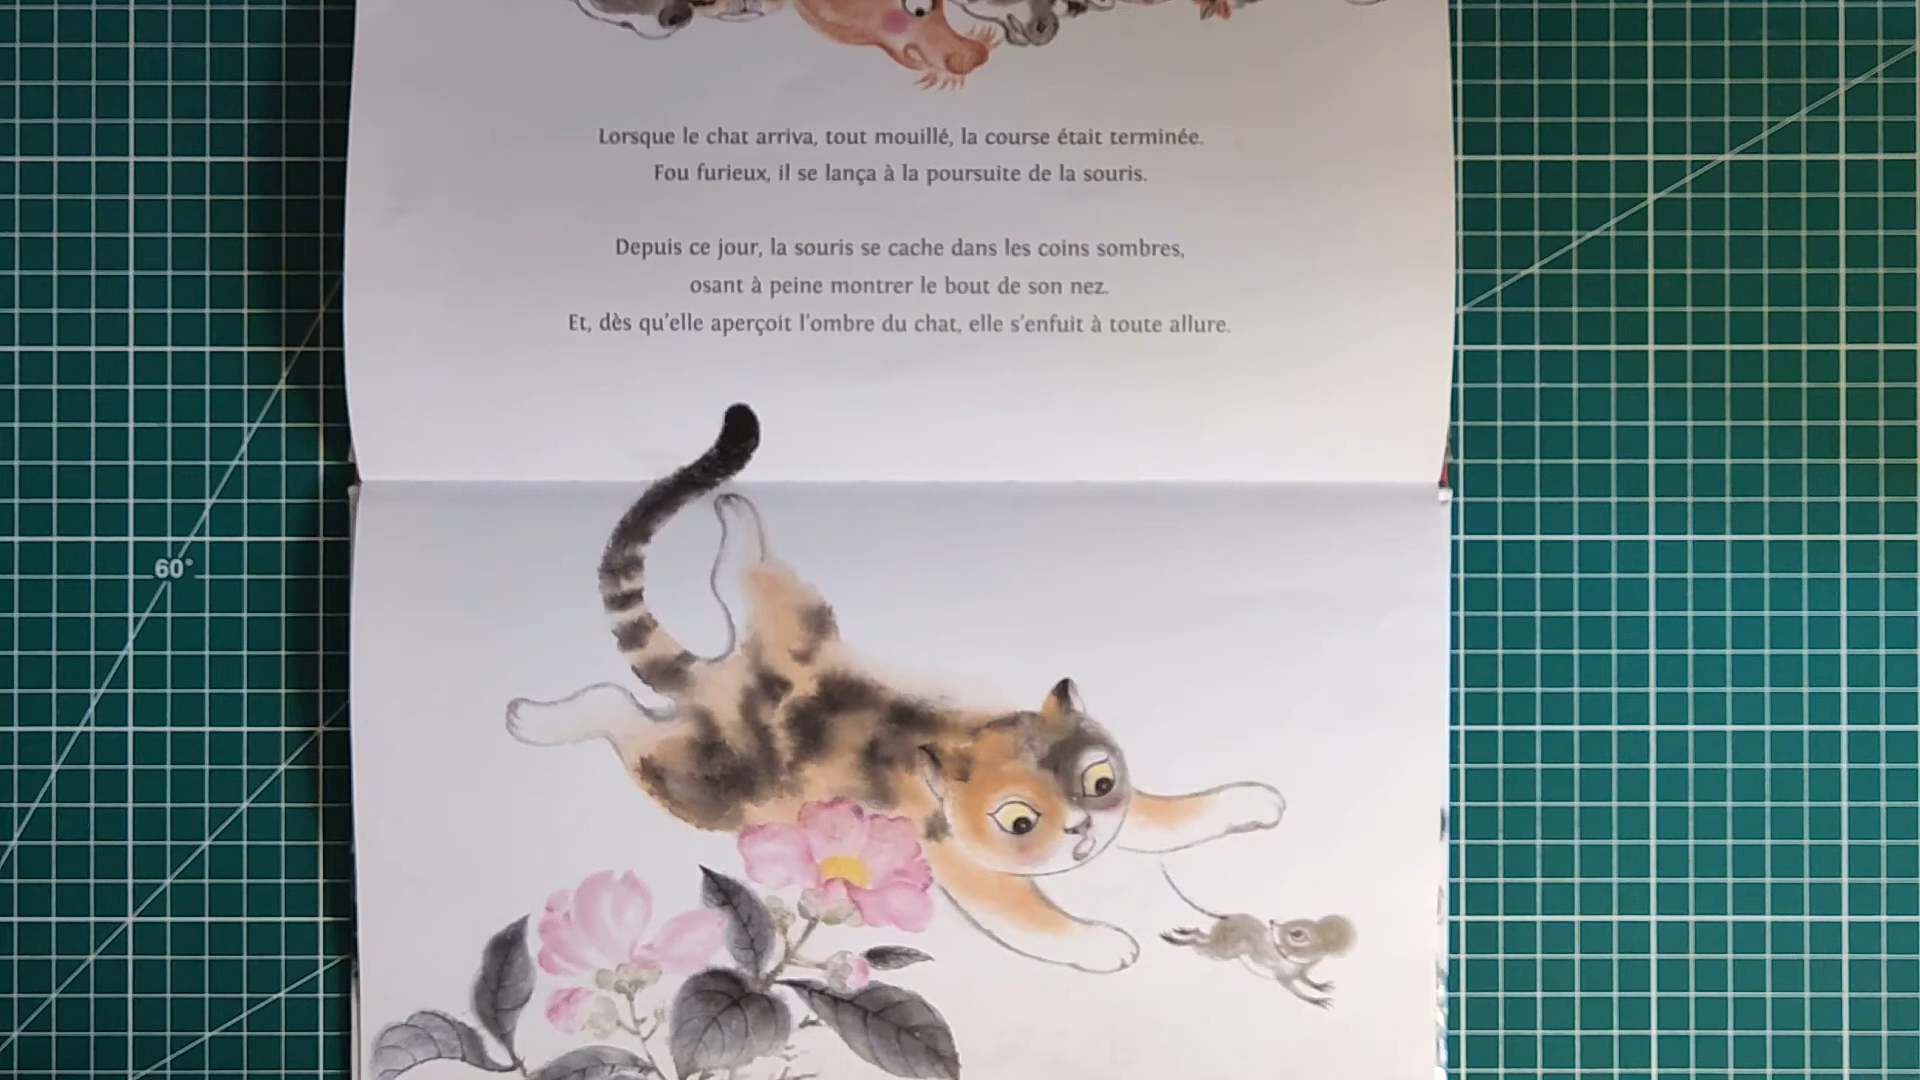 Lorsque le chat arriva, tout mouillé, la course était terminée.
Fou furieux, il se lança à la poursuite de la souris.
Depuis ce jour, la souris se cache dans les coins sombres,
osant à peine montrer le bout de son nez.
Et, dès qu'elle aperçoit l'ombre du chat, elle s'enfuit à toute allure.
60°